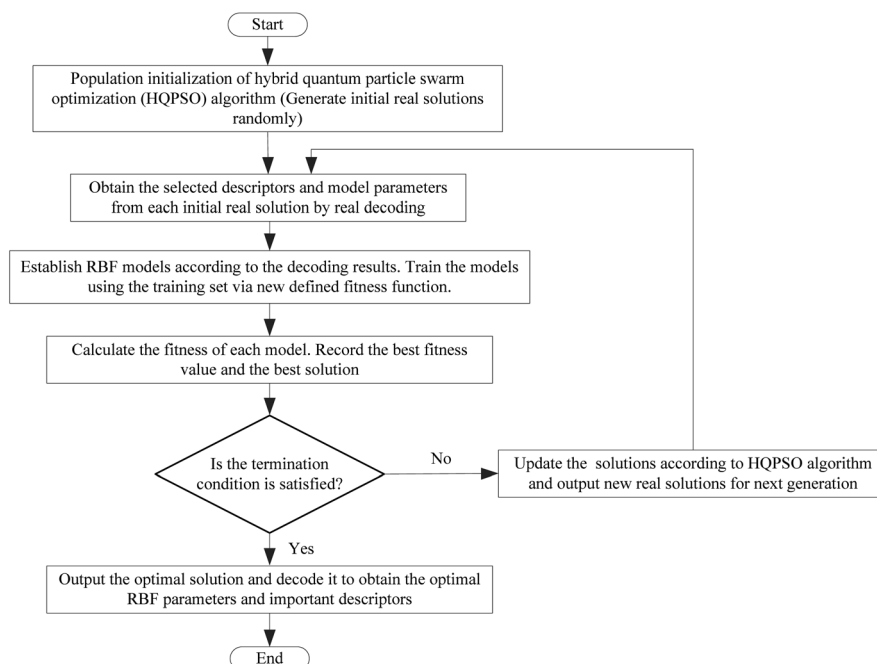 Start
Population initialization of hybrid quantum particle swarm
optimization (HQPSO) algorithm (Generate initial real solutions
randomly)
Obtain the selected descriptors and model parameters
from each initial real solution by real decoding
Establish RBF models according to the decoding results. Train the models
using the training set via new defined fitness function.
Calculate the fitness of each model. Record the best fitness
value and the best solution
Is the termination
condition is satisfied?
No
Update the solutions according to HQPSO algorithm
and output new real solutions for next generation
Yes
Output the optimal solution and decode it to obtain the optimal
RBF parameters and important descriptors
End